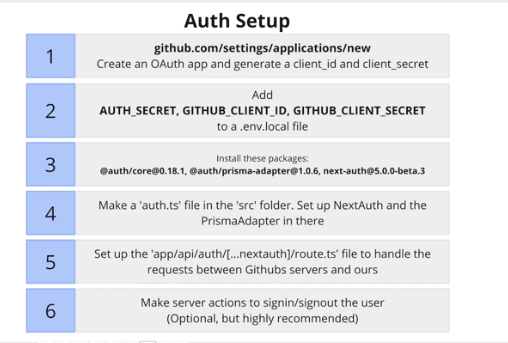 Auth Setup
1
github.com/settings/applications/new
Create an OAuth app and generate a client_id and client_secret
2
Add
AUTH_SECRET, GITHUB_CLIENT_ID, GITHUB_CLIENT_SECRET
to a .env.local file
3
Install these packages:
@auth/core@0.18.1, @auth/prisma-adapter@1.0.6, next-auth@5.0.0-beta.3
4
Make a 'auth.ts' file in the 'src' folder. Set up NextAuth and the
PrismaAdapter in there
5
Set up the 'app/api/auth/[...nextauth]/route.ts' file to handle the
requests between Githubs servers and ours
6
Make server actions to signin/signout the user
(Optional, but highly recommended)